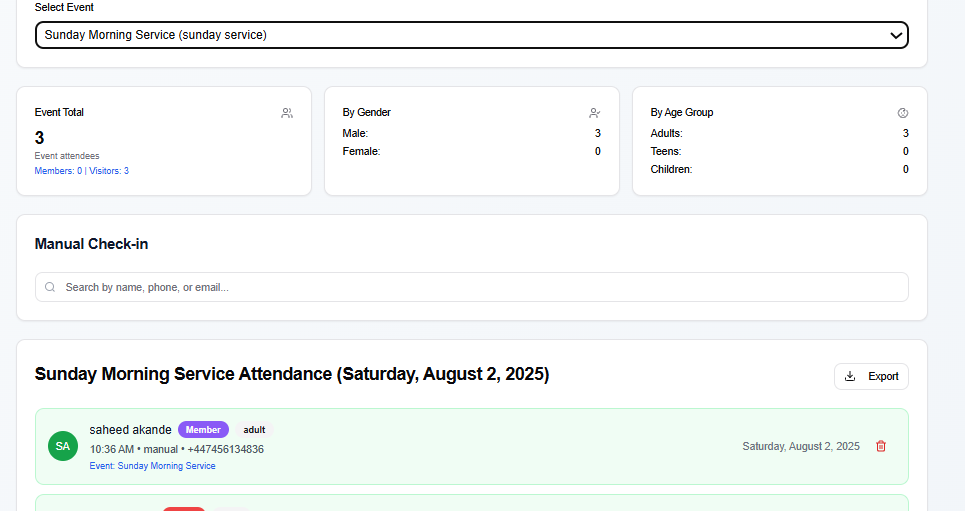 Select Event
Sunday Morning Service (sunday service)
Event Total
3
Event attendees
Members: 0 | Visitors: 3
By Gender
Male: 3
Female: 0
By Age Group
Adults: 3
Teens: 0
Children: 0
Manual Check-in
Search by name, phone, or email...
Sunday Morning Service Attendance (Saturday, August 2, 2025)
Export
SA
saheed akande Member adult
10:36 AM • manual • +447456134836
Event: Sunday Morning Service
Saturday, August 2, 2025